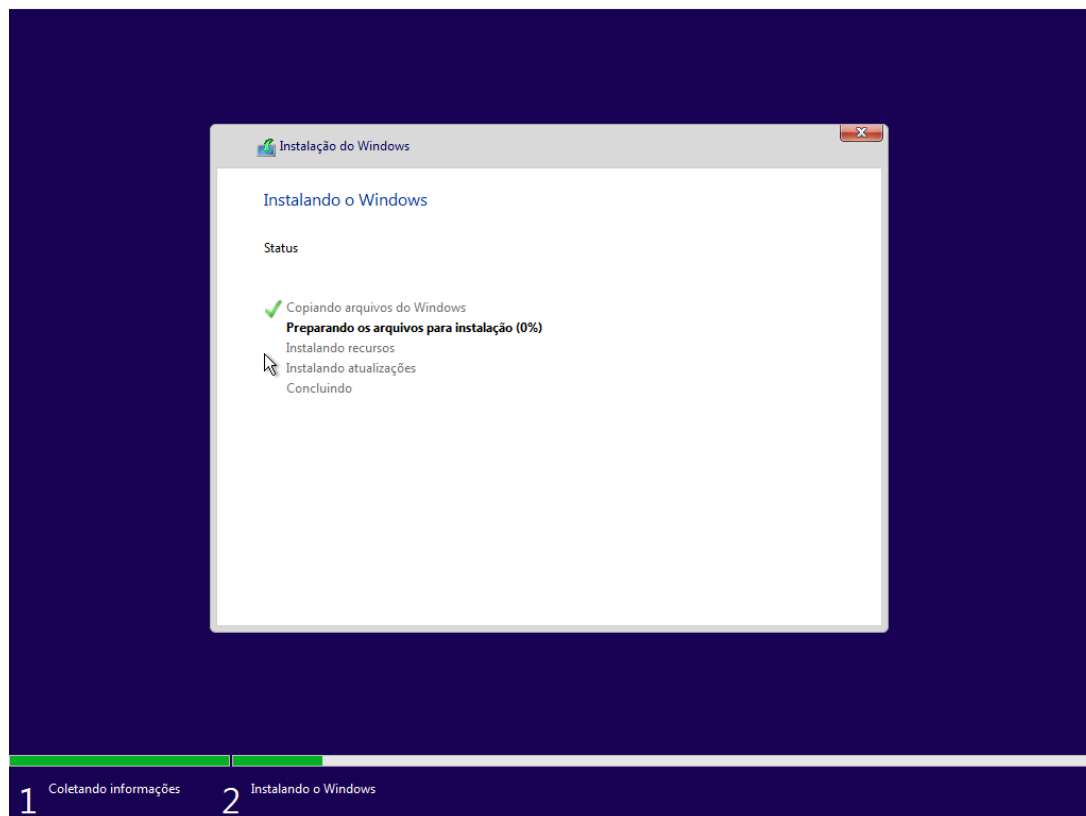 Instalação do Windows
Instalando o Windows
Status
Copiando arquivos do Windows
Preparando os arquivos para instalação (0%)
Instalando recursos
Instalando atualizações
Concluindo
1 Coletando informações 2 Instalando o Windows